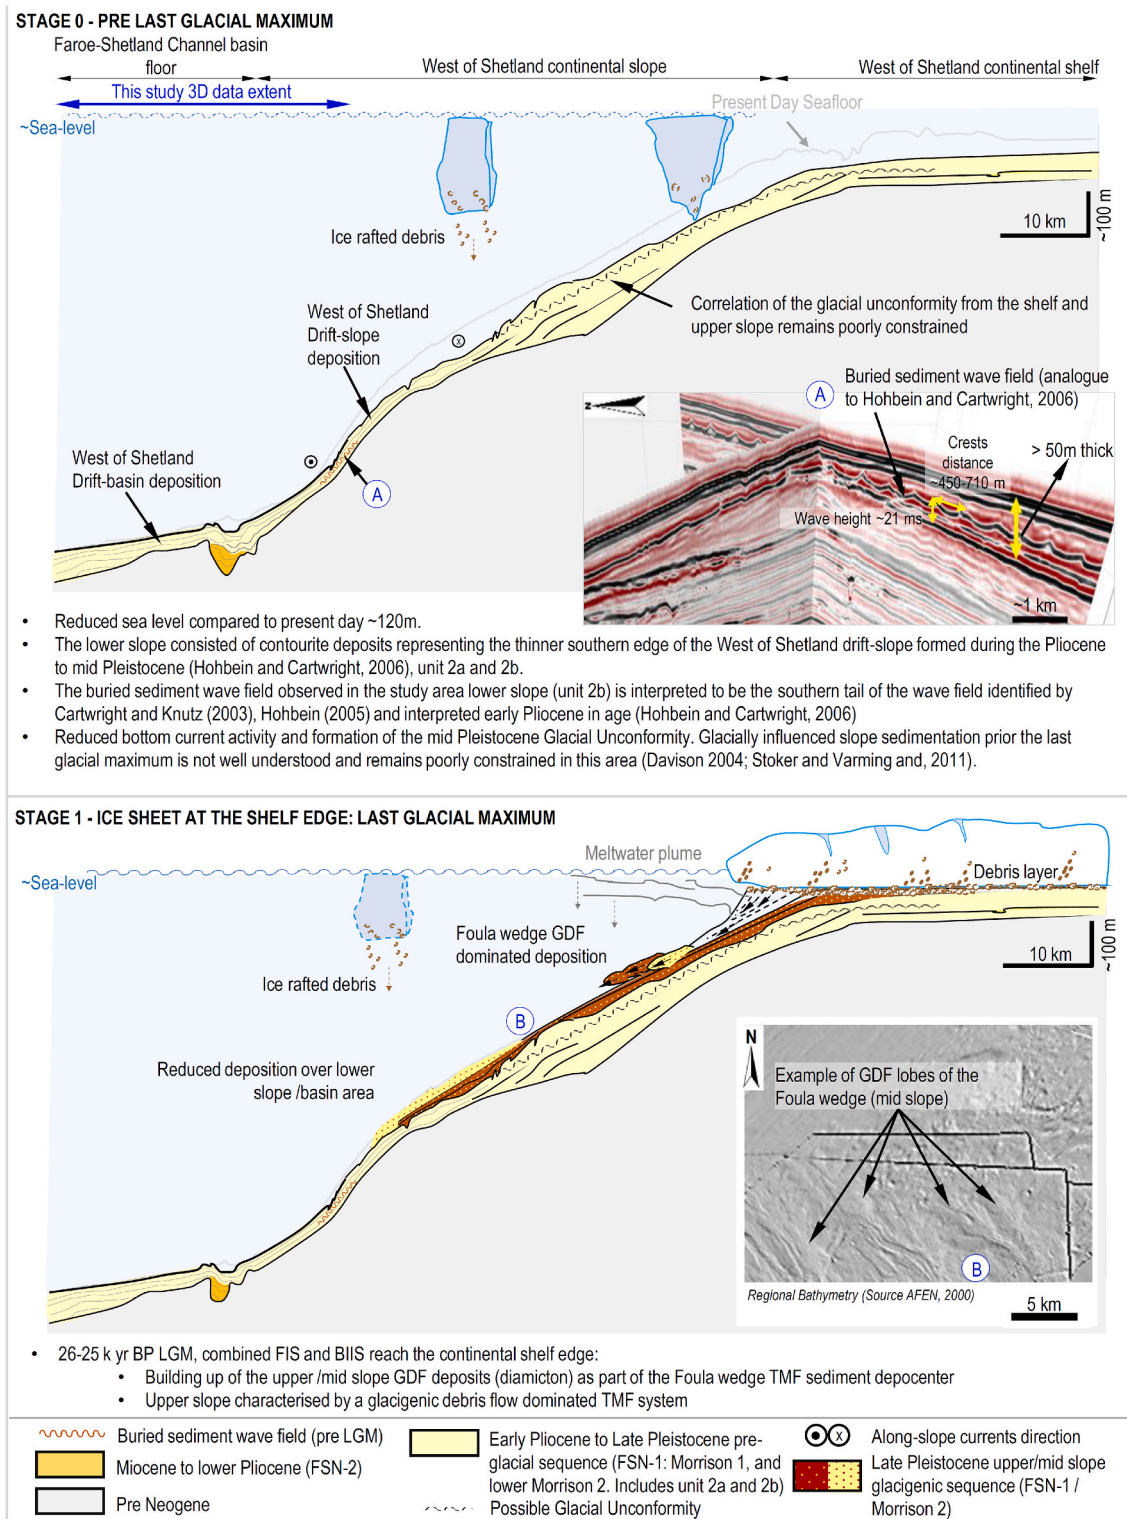 STAGE 0 - PRE LAST GLACIAL MAXIMUM
Faroe-Shetland Channel basin
floor
West of Shetland continental slope
West of Shetland continental shelf
This study 3D data extent
Present Day Seafloor
~Sea-level
10 km
~100 m
Ice rafted debris
West of Shetland
Drift-slope
deposition
x
Correlation of the glacial unconformity from the shelf and
upper slope remains poorly constrained
A
Buried sediment wave field (analogue
to Hohbein and Cartwright, 2006)
z
Crests
distance
~450-710 m
> 50m thick
Wave height ~21 ms
~1 km
West of Shetland
Drift-basin deposition
A
• Reduced sea level compared to present day ~120m.
• The lower slope consisted of contourite deposits representing the thinner southern edge of the West of Shetland drift-slope formed during the Pliocene
to mid Pleistocene (Hohbein and Cartwright, 2006), unit 2a and 2b.
• The buried sediment wave field observed in the study area lower slope (unit 2b) is interpreted to be the southern tail of the wave field identified by
Cartwright and Knutz (2003), Hohbein (2005) and interpreted early Pliocene in age (Hohbein and Cartwright, 2006)
• Reduced bottom current activity and formation of the mid Pleistocene Glacial Unconformity. Glacially influenced slope sedimentation prior the last
glacial maximum is not well understood and remains poorly constrained in this area (Davison 2004; Stoker and Varming and, 2011).
STAGE 1 - ICE SHEET AT THE SHELF EDGE: LAST GLACIAL MAXIMUM
Meltwater plume
~Sea-level
Debris layer
Foula wedge GDF
dominated deposition
10 km
~100 m
Ice rafted debris
B
Reduced deposition over lower
slope /basin area
N
Example of GDF lobes of the
Foula wedge (mid slope)
B
Regional Bathymetry (Source AFEN, 2000)
5 km
• 26-25 k yr BP LGM, combined FIS and BIIS reach the continental shelf edge:
• Building up of the upper /mid slope GDF deposits (diamicton) as part of the Foula wedge TMF sediment depocenter
• Upper slope characterised by a glacigenic debris flow dominated TMF system
Buried sediment wave field (pre LGM)
Miocene to lower Pliocene (FSN-2)
Pre Neogene
Early Pliocene to Late Pleistocene pre-
glacial sequence (FSN-1: Morrison 1, and
lower Morrison 2. Includes unit 2a and 2b)
Possible Glacial Unconformity
x
Along-slope currents direction
Late Pleistocene upper/mid slope
glacigenic sequence (FSN-1 /
Morrison 2)